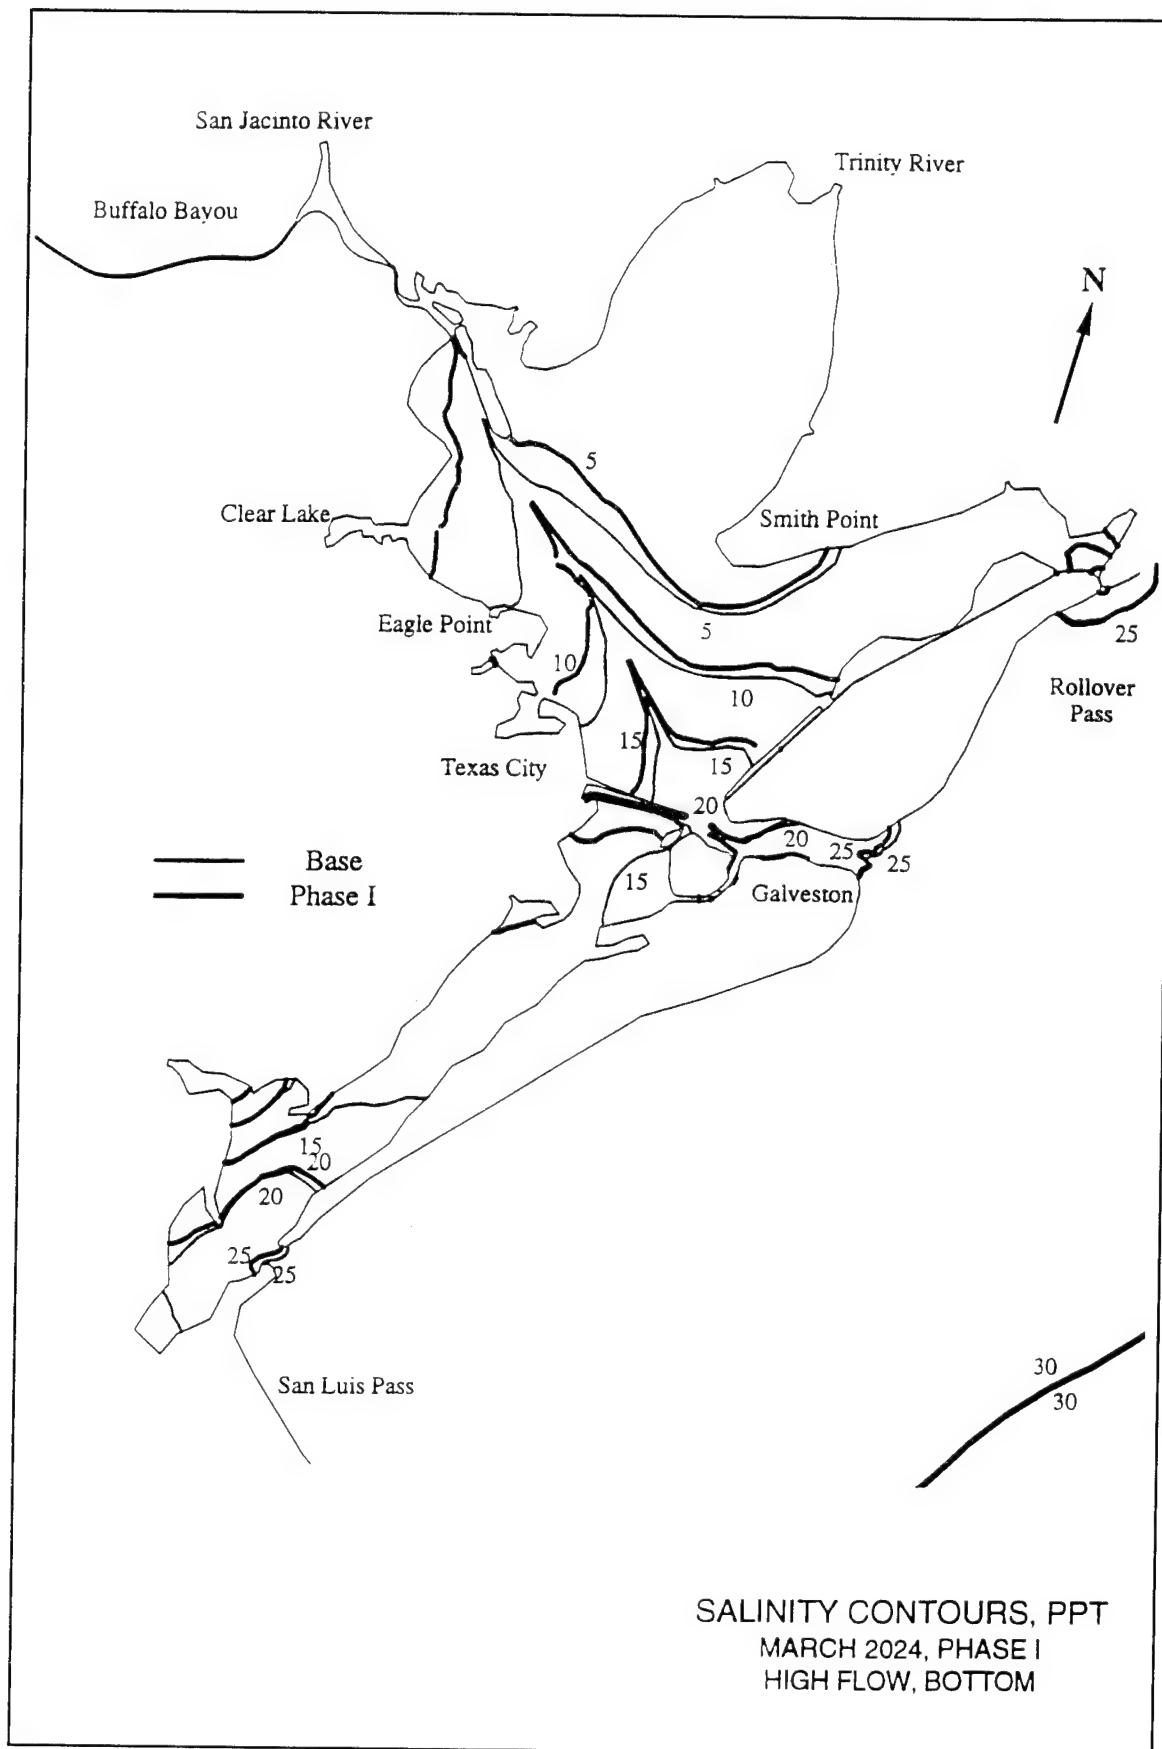 San Jacinto River
Trinity River
Buffalo Bayou
N
5
Clear Lake
Smith Point
Eagle Point
5
25
10
10
Rollover
Pass
15
15
Texas City
20
20
25
25
Base
15
Phase I
Galveston
15
20
20
25
25
San Luis Pass
30
30
SALINITY CONTOURS, PPT
MARCH 2024, PHASE I
HIGH FLOW, BOTTOM